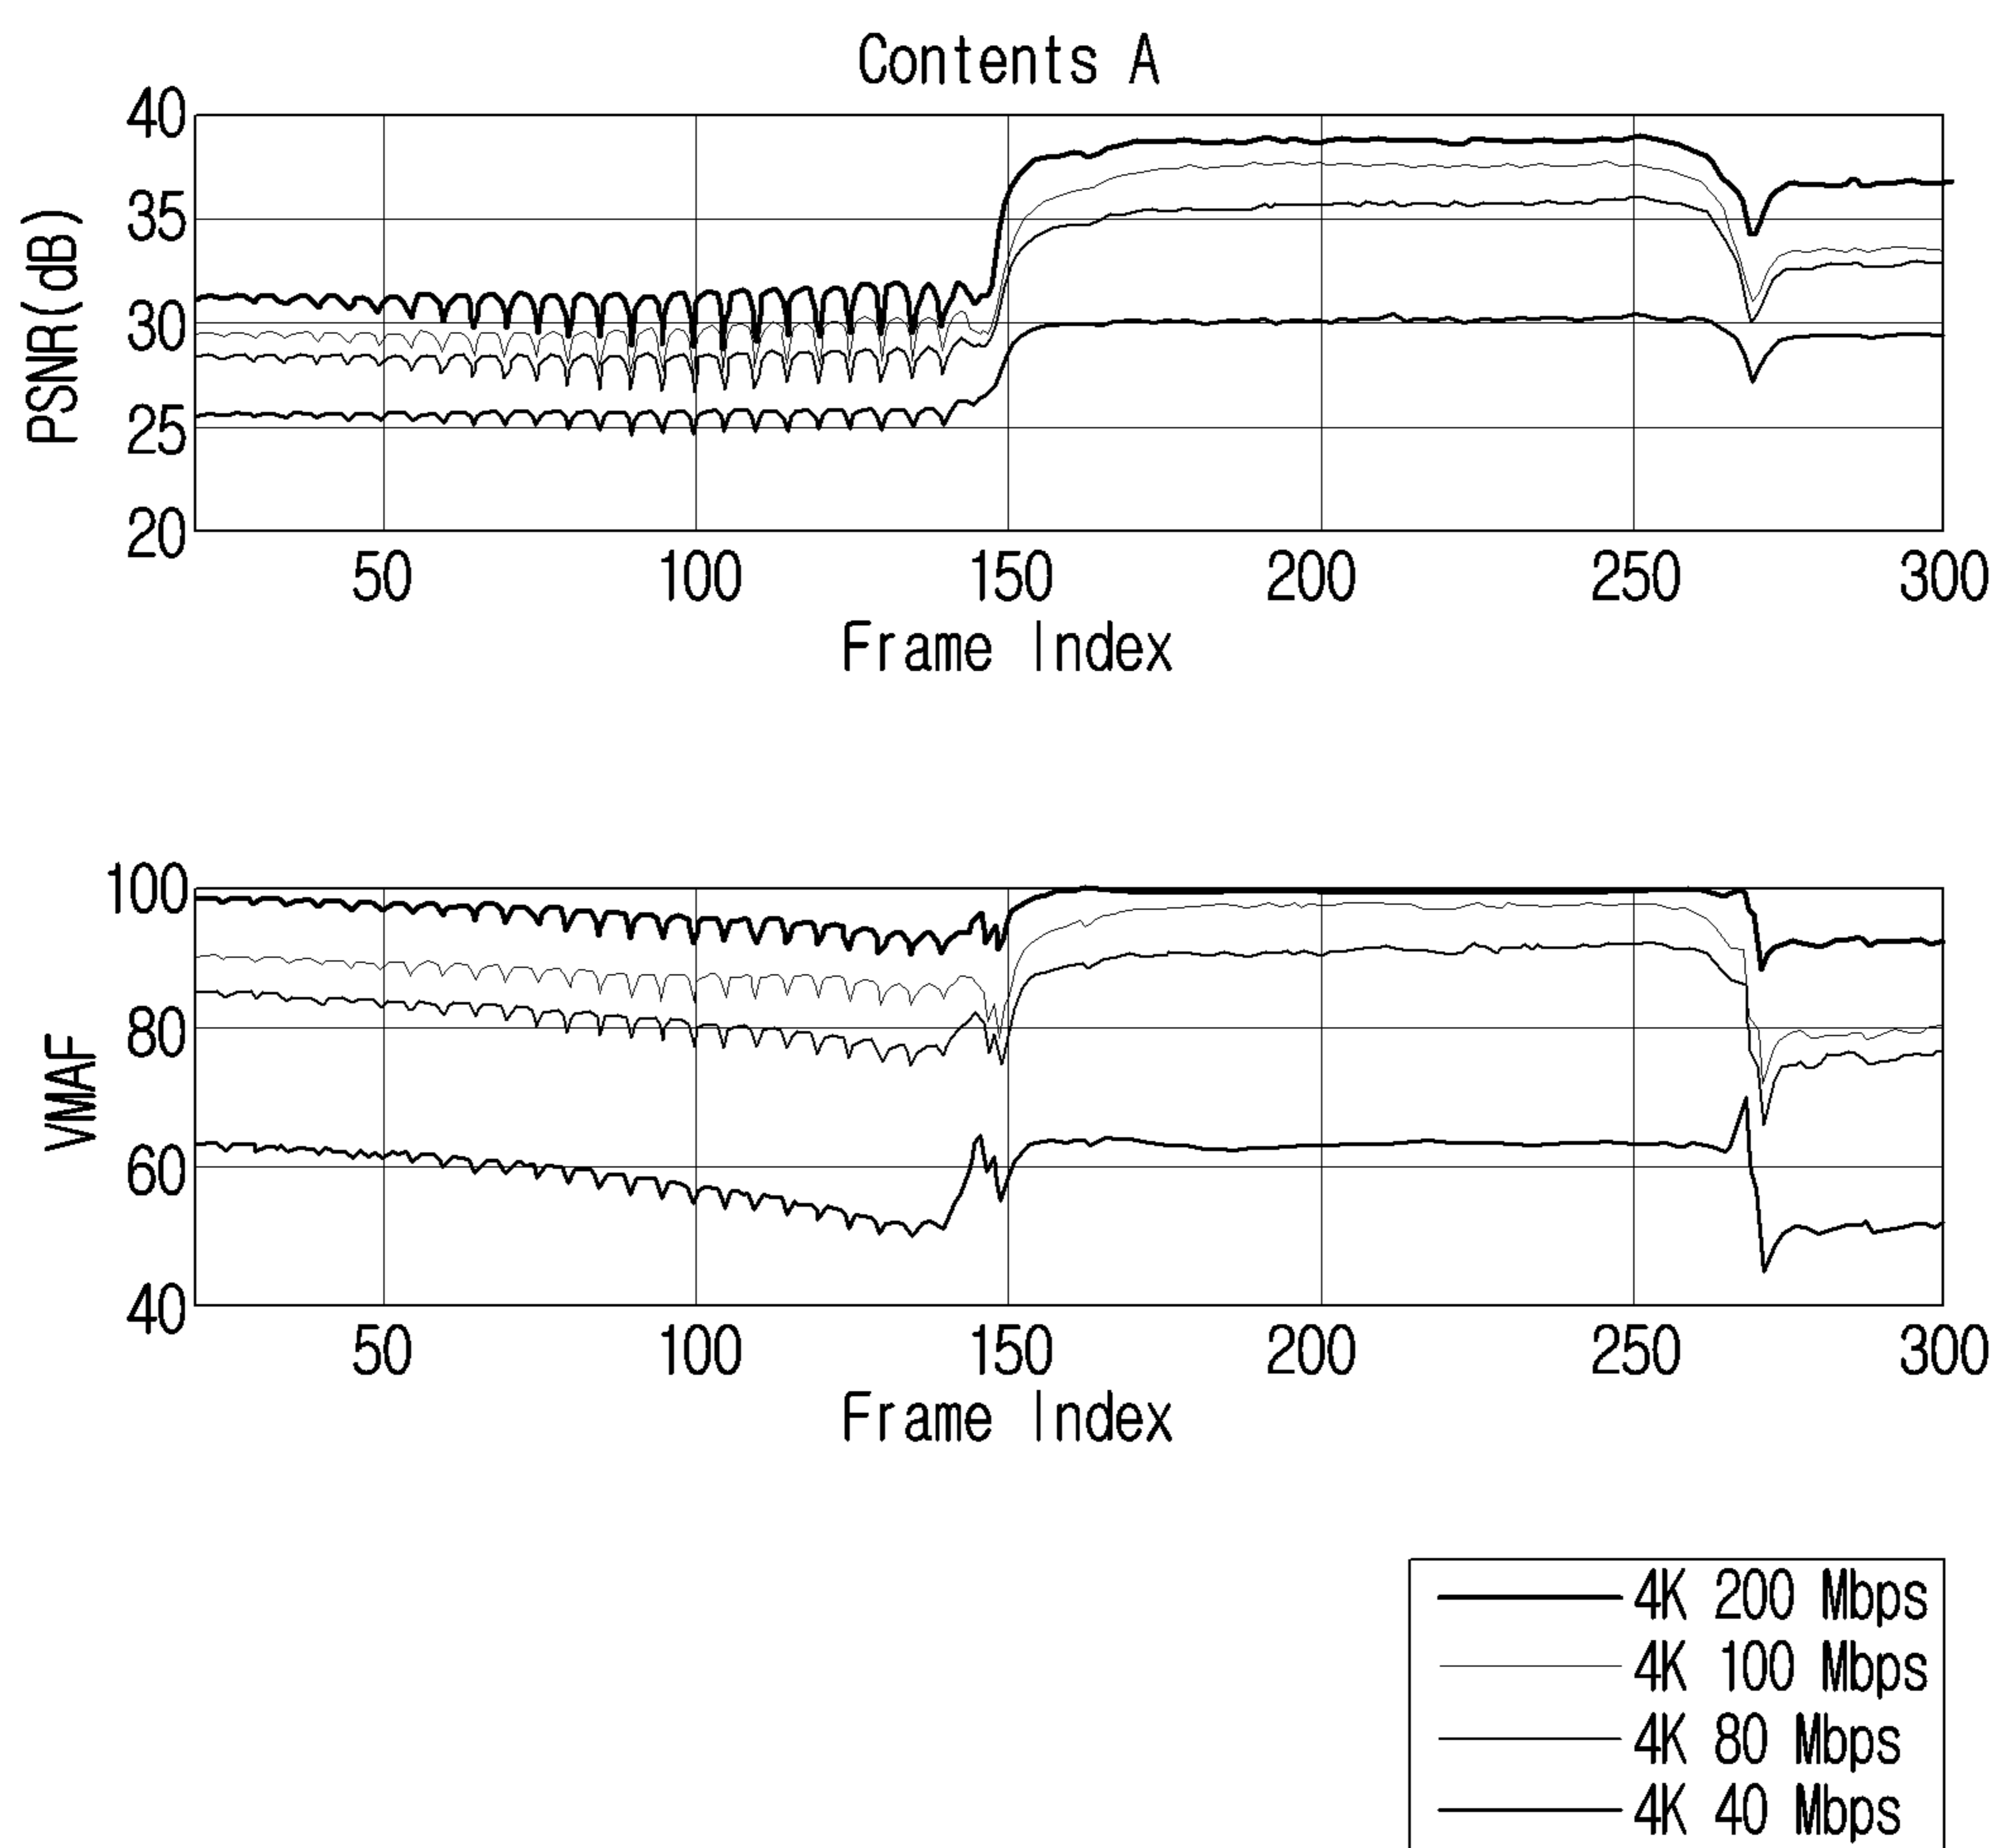 Contents A
40
35
30
25
20
PSNR(dB)
50 100 150 200 250 300
Frame Index
100
80
60
40
VMAF
50 100 150 200 250 300
Frame Index
4K 200 Mbps
4K 100 Mbps
4K 80 Mbps
4K 40 Mbps